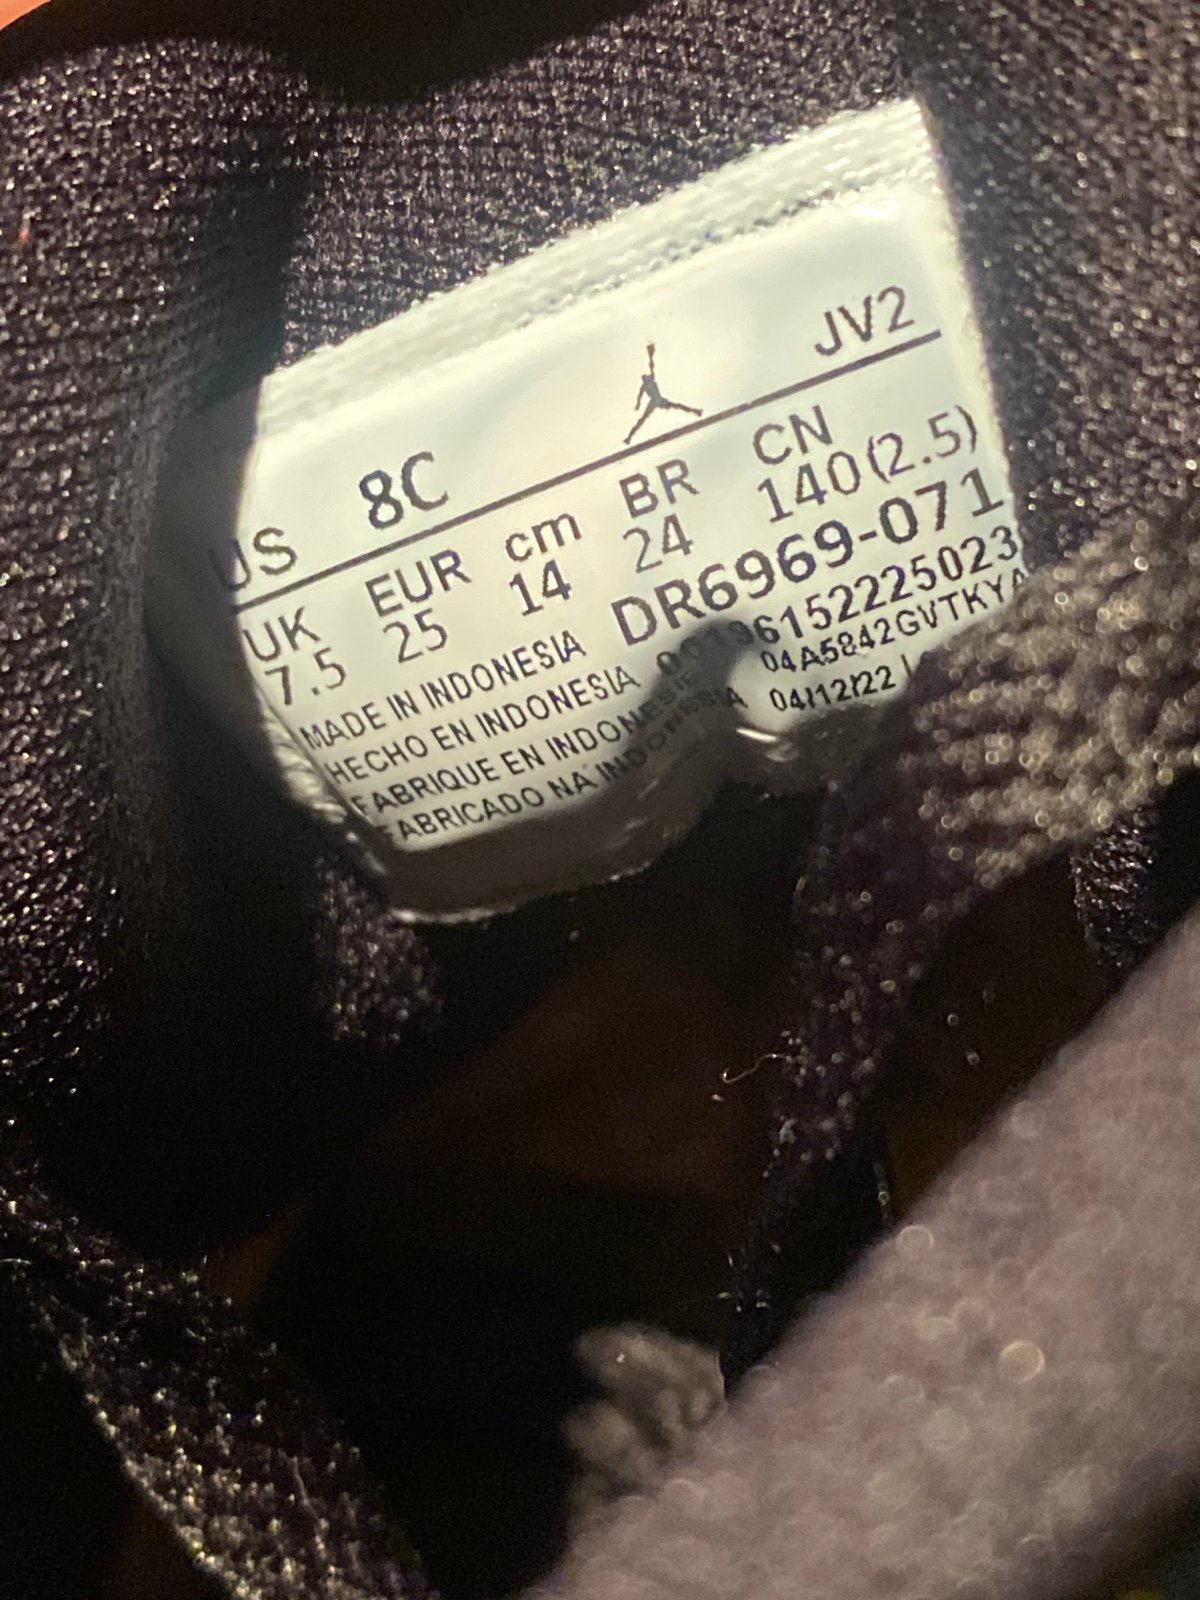 US 8C JV2
UK EUR cm BR CN
7.5 25 14 24 140(2.5)
MADE IN INDONESIA DR6969-071
HECHO EN INDONESIA 00196152225023
FABRIQUE EN INDONESIE 04A5842GVTKYA
FABRICADO NA INDONESIA 04/12/22